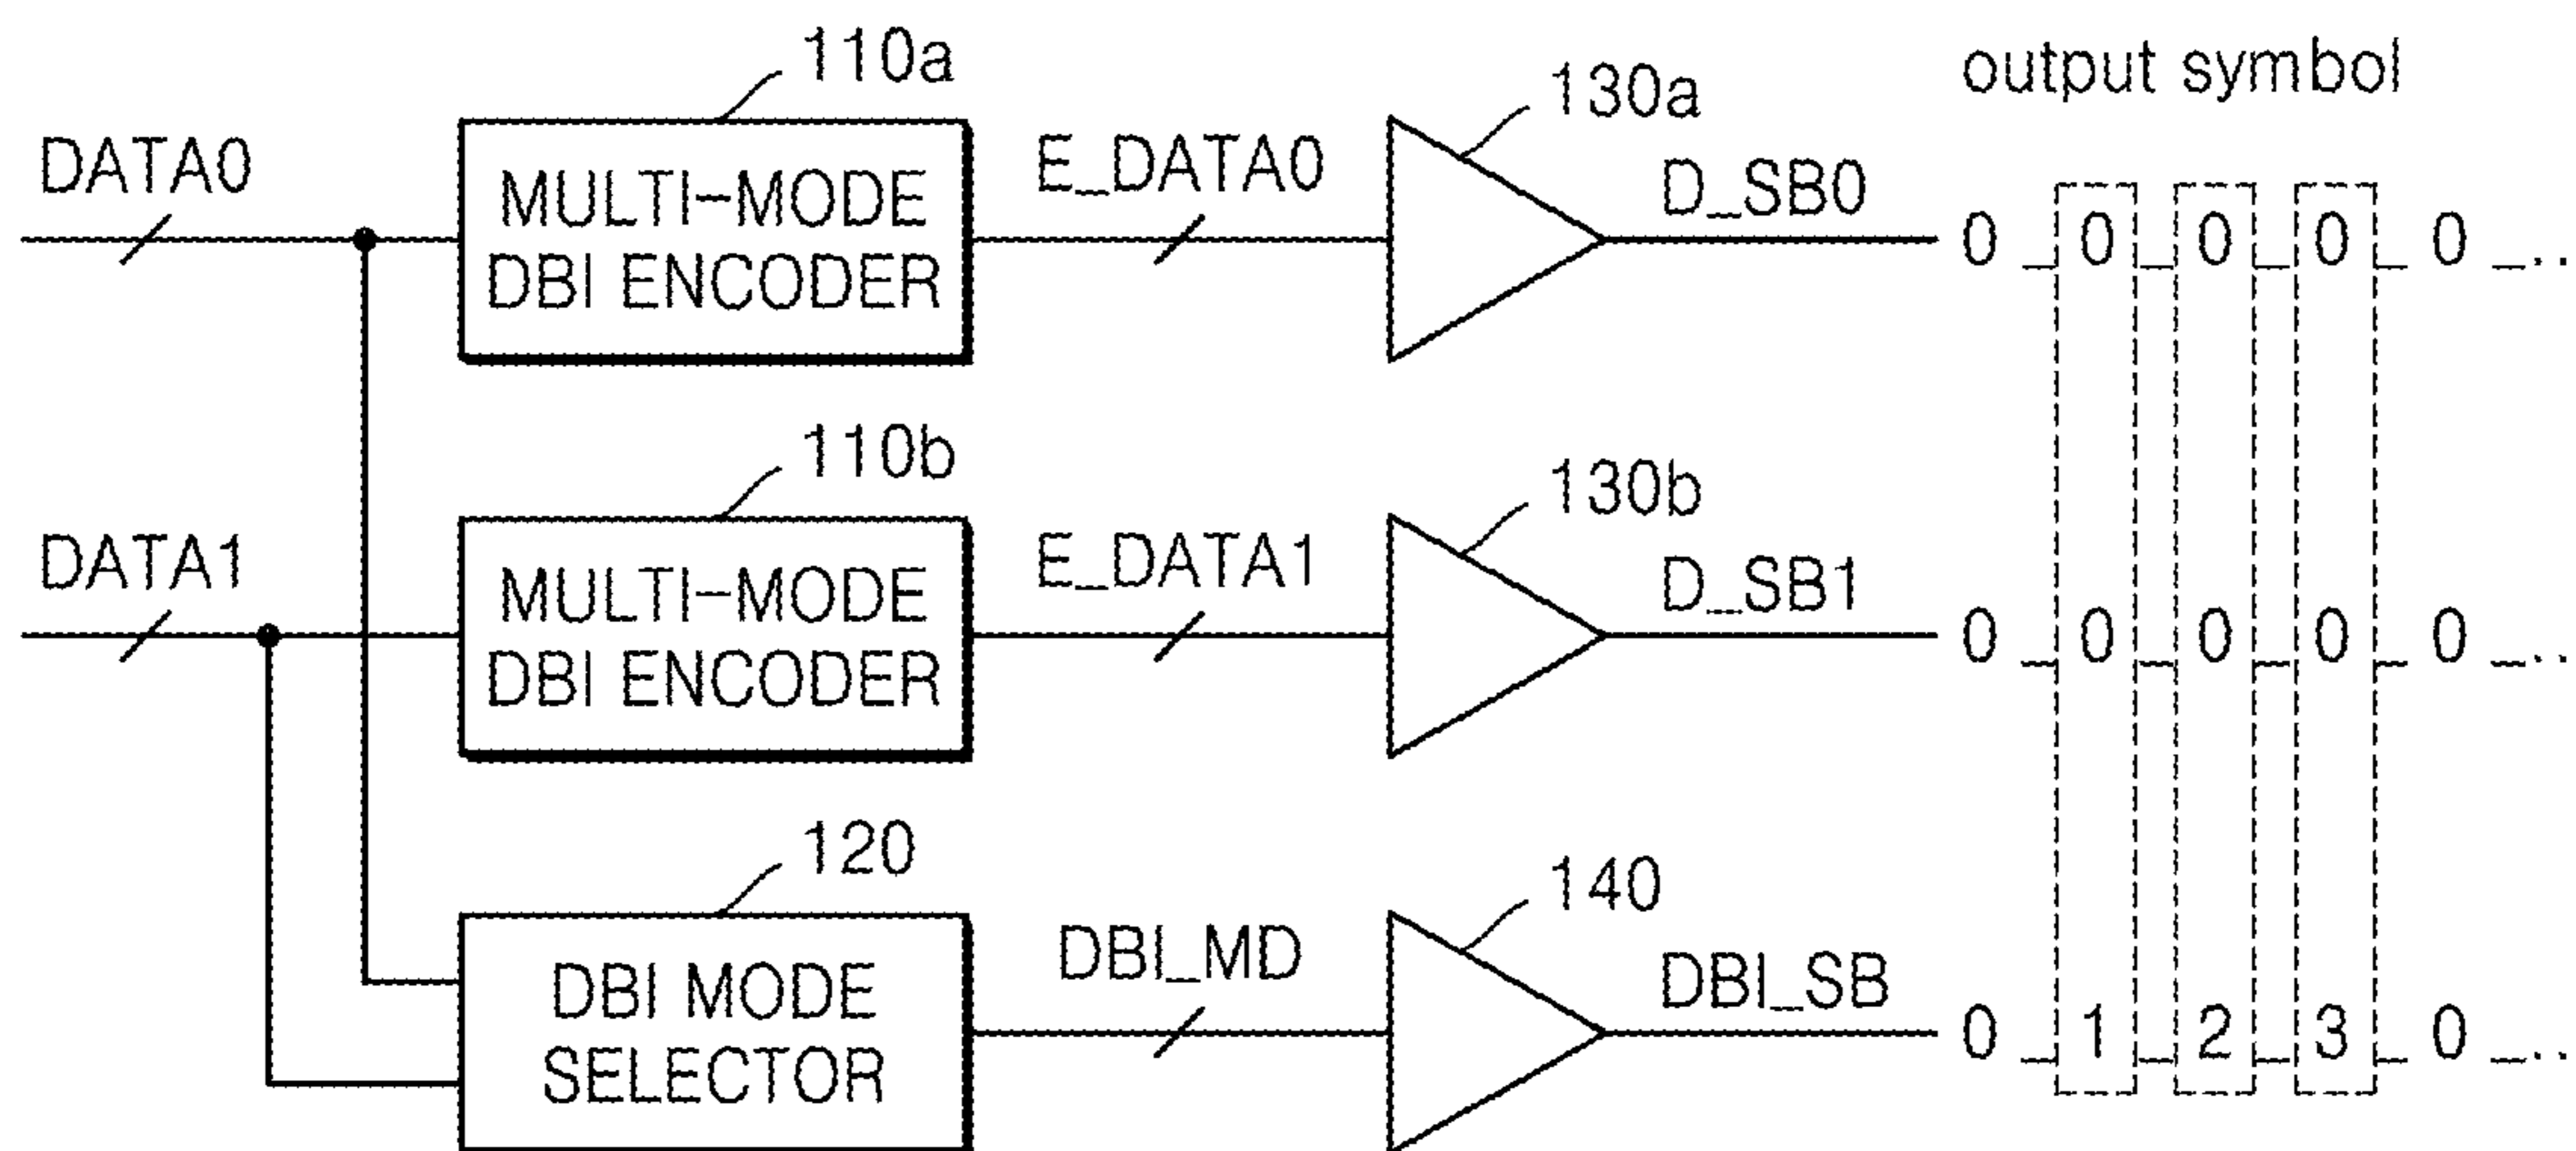 110a
130a
output symbol
DATA0
MULTI-MODE
DBI ENCODER
E_DATA0
D_SB0
0 _ 0 _ 0 _ 0 _ 0 _..
110b
130b
DATA1
MULTI-MODE
DBI ENCODER
E_DATA1
D_SB1
0 _ 0 _ 0 _ 0 _ 0 _..
120
140
DBI MODE
SELECTOR
DBI_MD
DBI_SB
0 _ 1 _ 2 _ 3 _ 0 _..